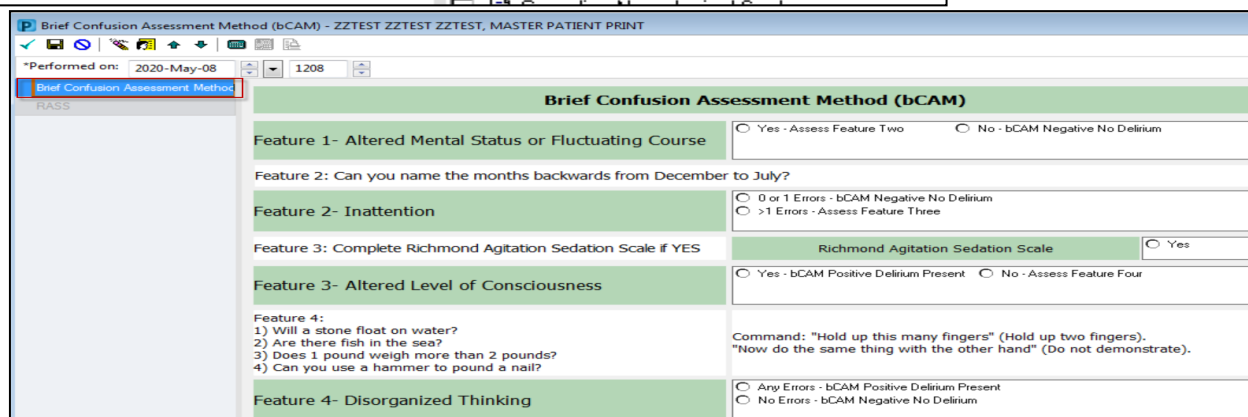 Brief Confusion Assessment Method (bCAM) - ZZTEST ZZTEST ZZTEST, MASTER PATIENT PRINT
*Performed on: 2020-May-08 1208
Brief Confusion Assessment Method
RASS
Brief Confusion Assessment Method (bCAM)
Feature 1- Altered Mental Status or Fluctuating Course
Yes - Assess Feature Two No - bCAM Negative No Delirium
Feature 2: Can you name the months backwards from December to July?
Feature 2- Inattention
0 or 1 Errors - bCAM Negative No Delirium
>1 Errors - Assess Feature Three
Feature 3: Complete Richmond Agitation Sedation Scale if YES
Richmond Agitation Sedation Scale
Yes
Feature 3- Altered Level of Consciousness
Yes - bCAM Positive Delirium Present No - Assess Feature Four
Feature 4:
1) Will a stone float on water?
2) Are there fish in the sea?
3) Does 1 pound weigh more than 2 pounds?
4) Can you use a hammer to pound a nail?
Command: "Hold up this many fingers" (Hold up two fingers).
"Now do the same thing with the other hand" (Do not demonstrate).
Feature 4- Disorganized Thinking
Any Errors - bCAM Positive Delirium Present
No Errors - bCAM Negative No Delirium